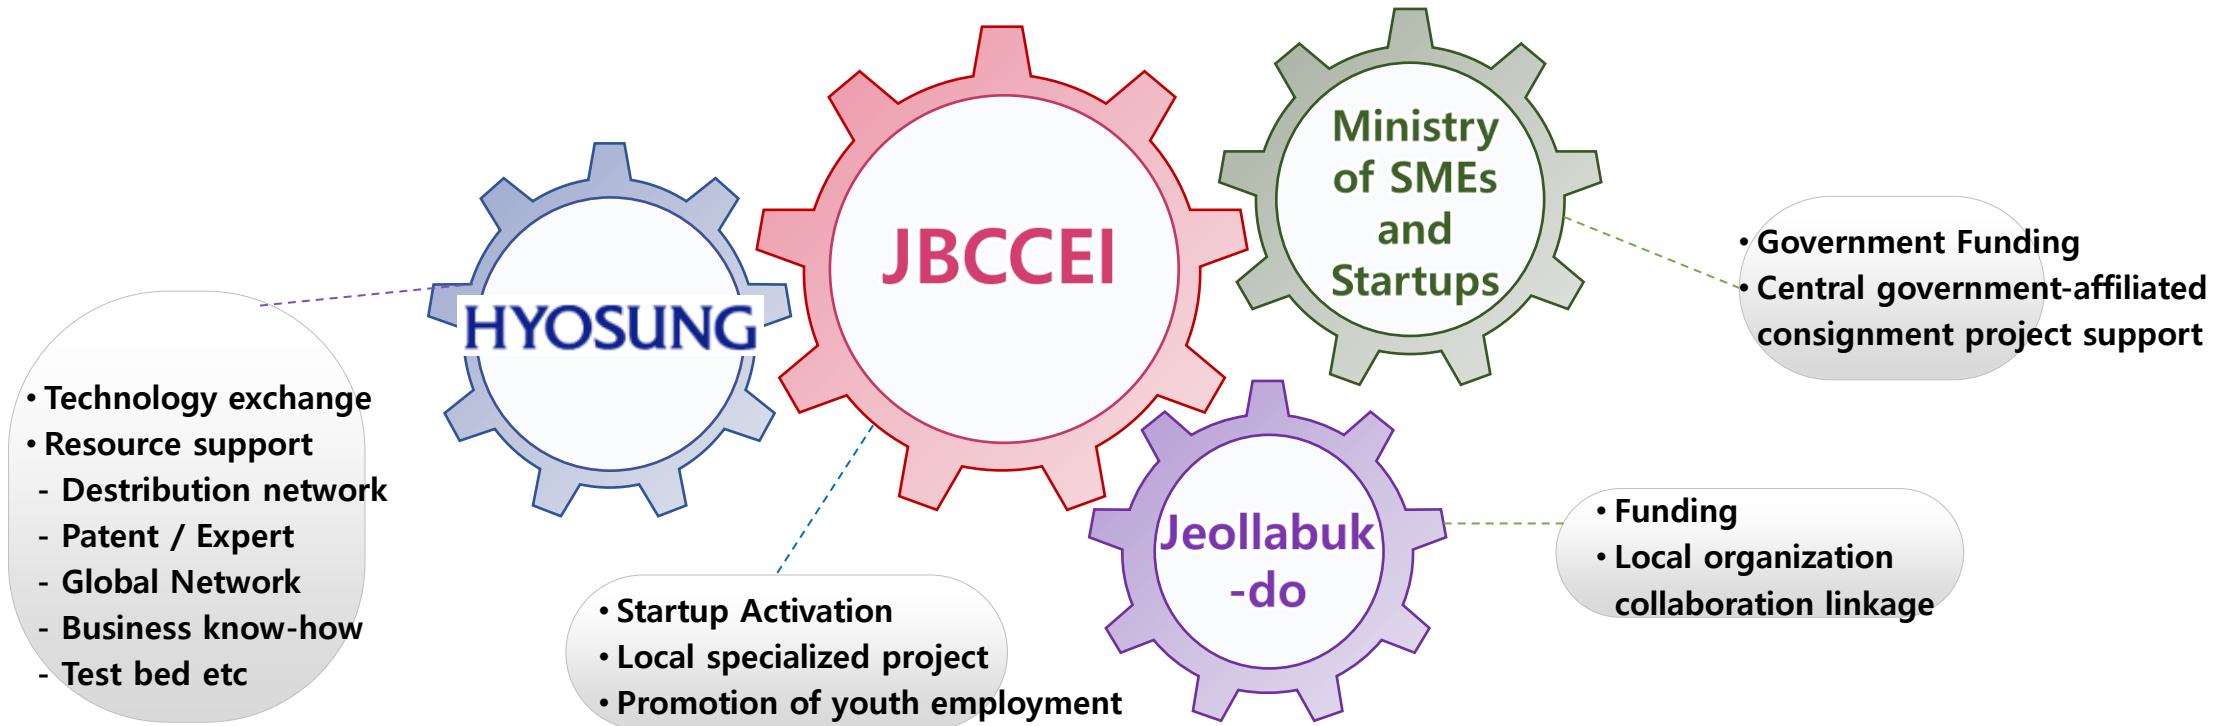 HYOSUNG
• Technology exchange
• Resource support
- Destribution network
- Patent / Expert
- Global Network
- Business know-how
- Test bed etc
JBCCEI
• Startup Activation
• Local specialized project
• Promotion of youth employment
Ministry
of SMEs
and
Startups
• Government Funding
• Central government-affiliated
consignment project support
Jeollabuk
-do
• Funding
• Local organization
collaboration linkage